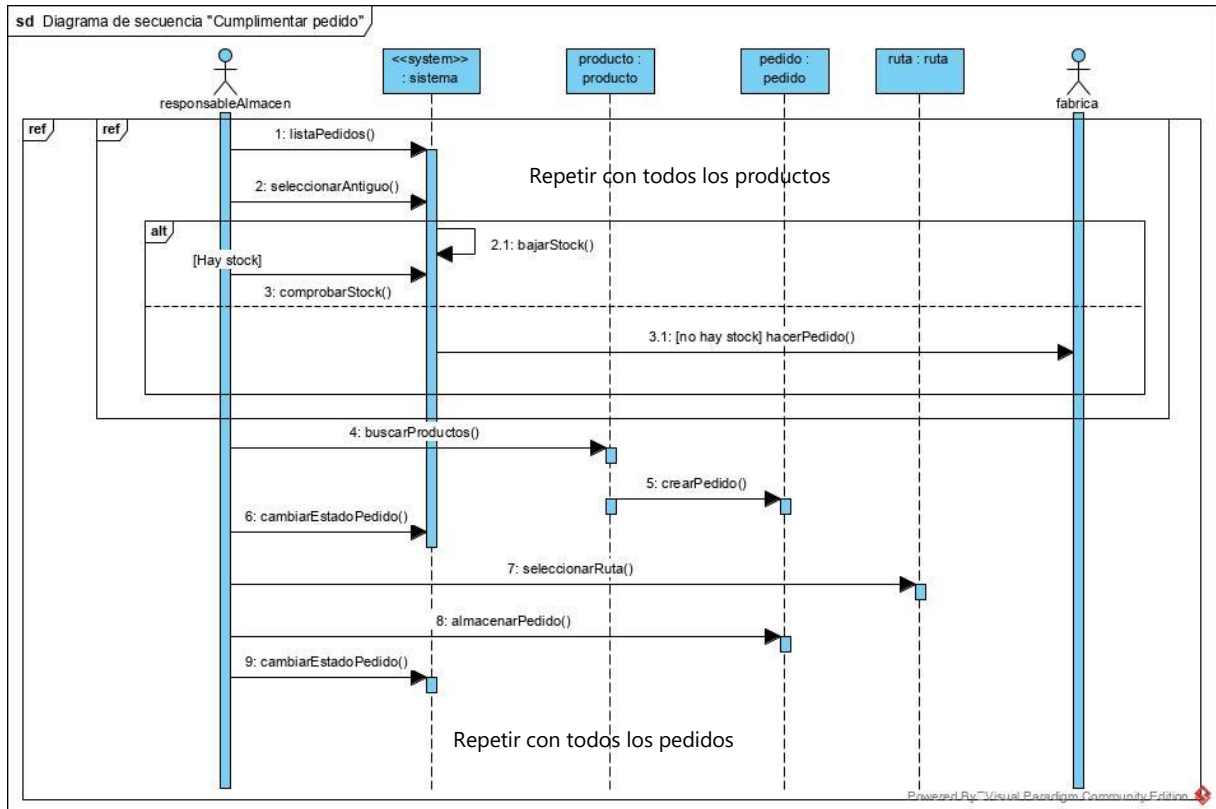 sd Diagrama de secuencia "Cumplimentar pedido"
responsableAlmacen
<<system>>
: sistema
producto :
producto
pedido :
pedido
ruta : ruta
fabrica
ref
ref
1: listaPedidos()
Repetir con todos los productos
2: seleccionarAntiguo()
alt
2.1: bajarStock()
[Hay stock]
3: comprobarStock()
3.1: [no hay stock] hacerPedido()
4: buscarProductos()
5: crearPedido()
6: cambiarEstadoPedido()
7: seleccionarRuta()
8: almacenarPedido()
9: cambiarEstadoPedido()
Repetir con todos los pedidos
Powered By Visual Paradigm Community Edition